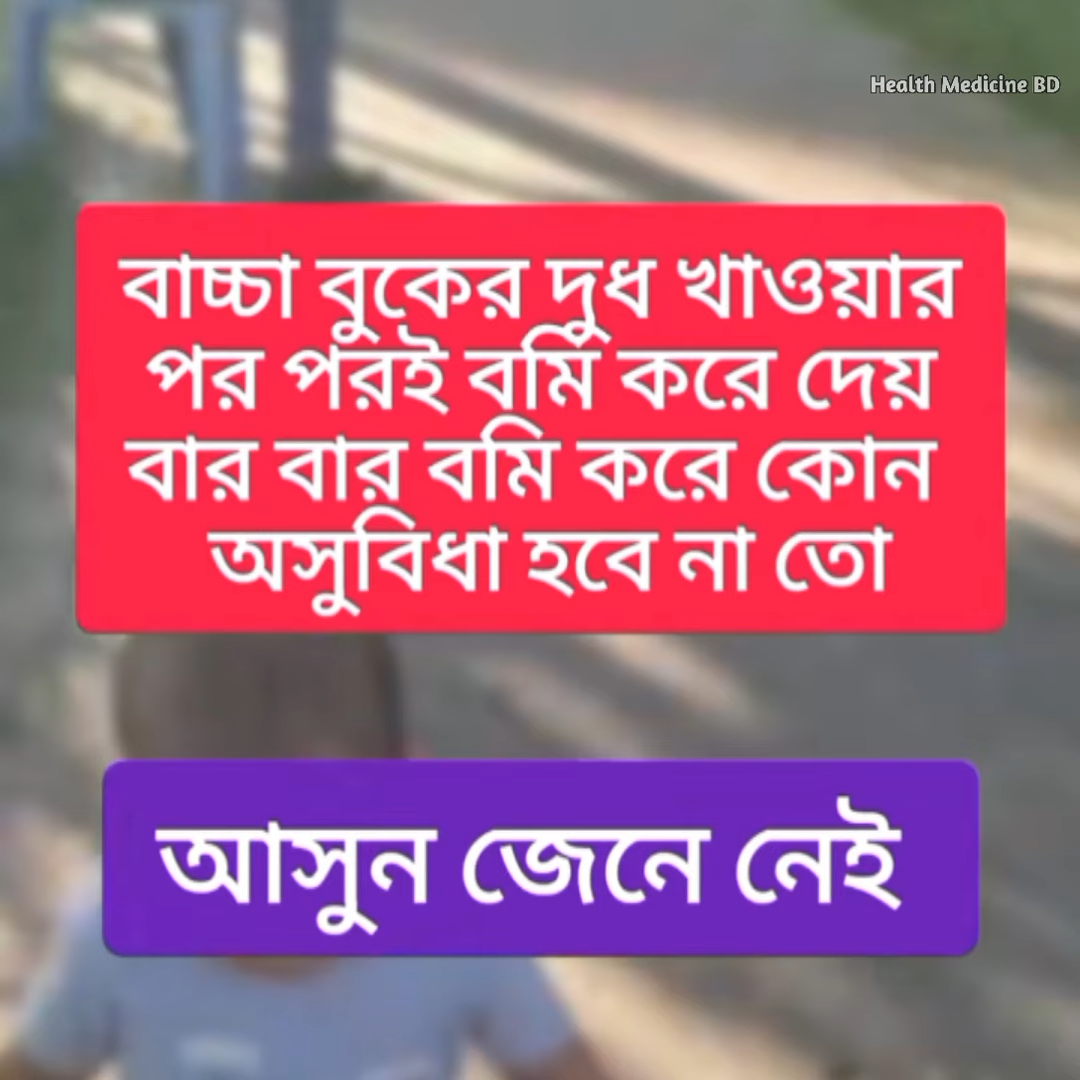 Health Medicine BD
বাচ্চা বুকের দুধ খাওয়ার
পর পরই বমি করে দেয়
বার বার বমি করে কোন
অসুবিধা হবে না তো
আসুন জেনে নেই